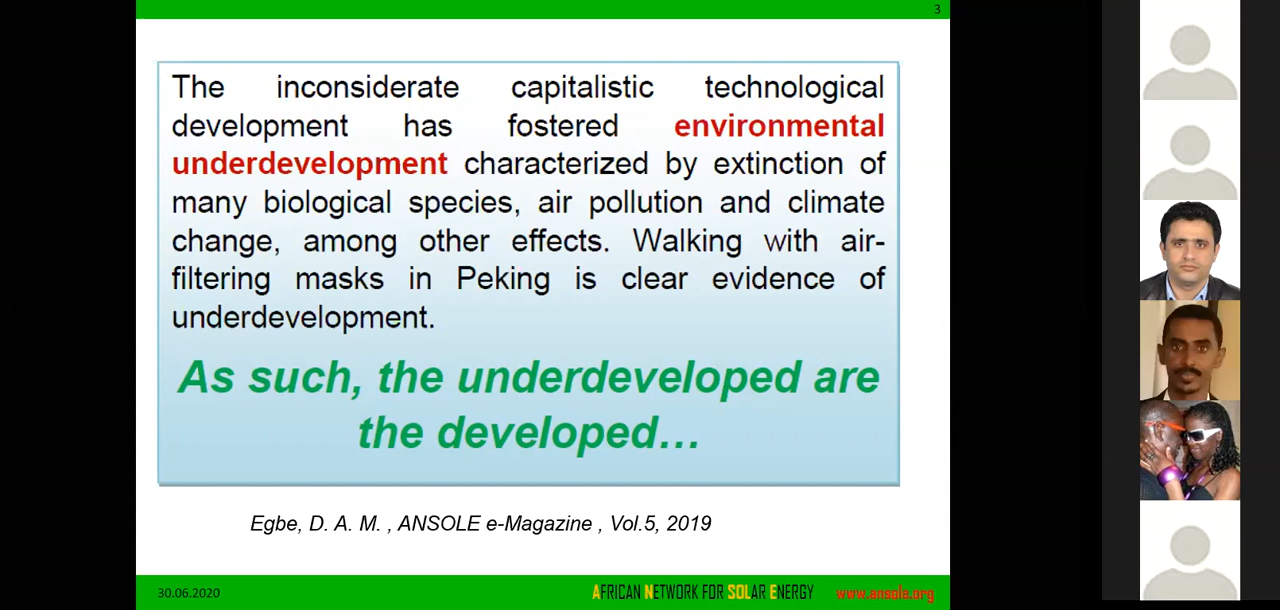 3
The inconsiderate capitalistic technological
development has fostered environmental
underdevelopment characterized by extinction of
many biological species, air pollution and climate
change, among other effects. Walking with air-
filtering masks in Peking is clear evidence of
underdevelopment.
As such, the underdeveloped are
the developed...
Egbe, D. A. M. , ANSOLE e-Magazine , Vol.5, 2019
30.06.2020
AFRICAN NETWORK FOR SOLAR ENERGY
www.ansole.org